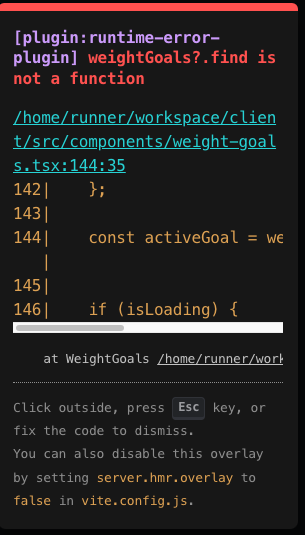 [plugin:runtime-error-
plugin] weightGoals?.find is
not a function
/home/runner/workspace/clien
t/src/components/weight-goal
s.tsx:144:35
142|    };
143|
144|    const activeGoal = we
   |
145|
146|    if (isLoading) {
at WeightGoals /home/runner/work
Click outside, press Esc key, or
fix the code to dismiss.
You can also disable this overlay
by setting server.hmr.overlay to
false in vite.config.js.